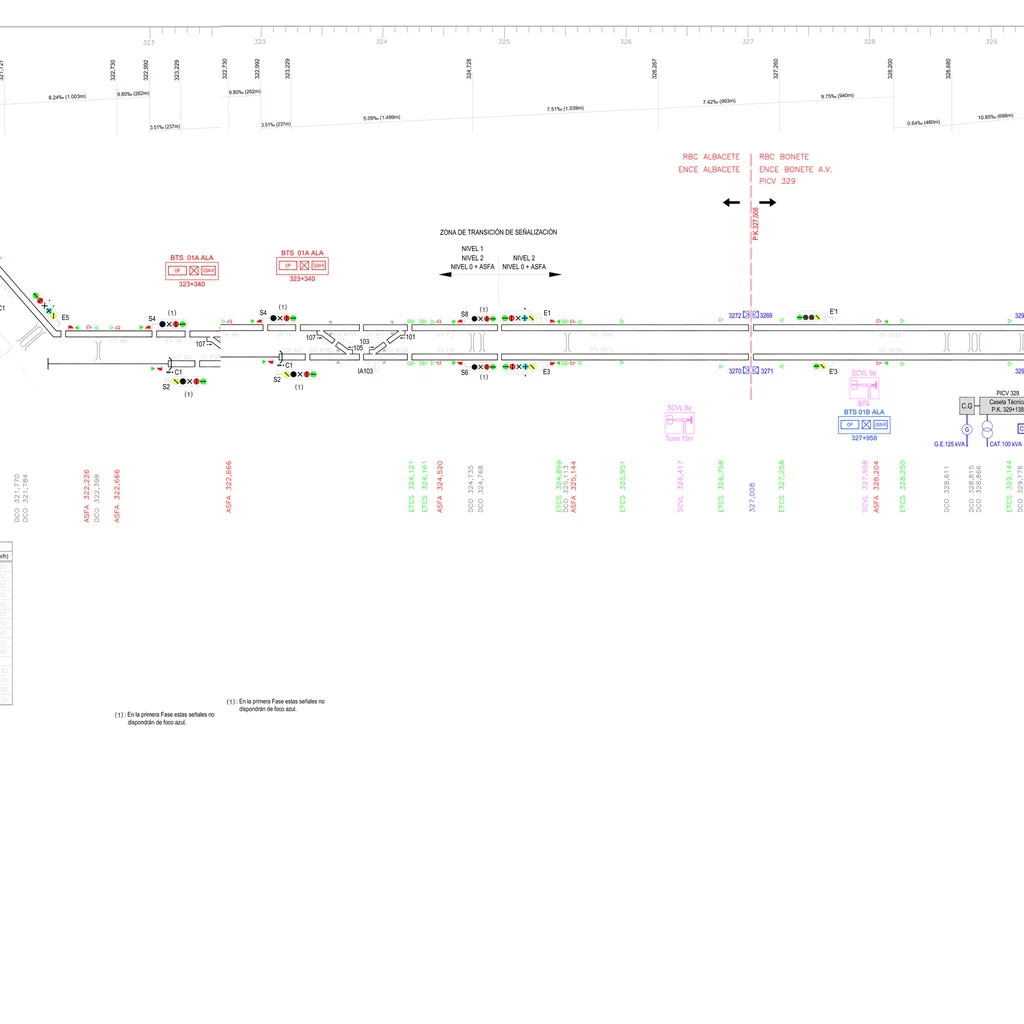 323
323
324
325
326
327
328
329
322,730
322,992
323,229
322,730
322,992
323,229
324,728
326,267
327,260
328,200
328,680
8.24‰ (1.003m)
9.80‰ (262m)
3.51‰ (237m)
9.80‰ (262m)
3.51‰ (237m)
5.09‰ (1.499m)
7.51‰ (1.539m)
7.42‰ (993m)
9.75‰ (940m)
0.64‰ (480m)
10.85‰ (698m)
RBC ALBACETE
ENCE ALBACETE
RBC BONETE
ENCE BONETE A.V.
PICV 329
P.K.327,008
ZONA DE TRANSICIÓN DE SEÑALIZACIÓN
NIVEL 1
NIVEL 2
NIVEL 0 + ASFA
NIVEL 2
NIVEL 0 + ASFA
BTS 01A ALA
323+340
BTS 01A ALA
323+340
E5
S4
(1)
S4
(1)
S8
(1)
E1
3272
3269
E'1
107
107
103
105
101
C1
S2
(1)
C1
S2
(1)
IA103
S6
(1)
E3
3270
3271
E'3
SCVL 8a
Torre 15m
SCVL 9a
BTS
BTS 01B ALA
327+958
PICV 329
C.G
Caseta Técnica
P.K. 329+138
G
G.E.125 kVA
CAT.100 kVA
DCO 321,770
DCO 321,784
ASFA 322,226
DCO 322,398
ASFA 322,666
ASFA 322,666
ETCS 324,121
ETCS 324,161
ASFA 324,520
DCO 324,735
DCO 324,768
ETCS 324,899
DCO 325,113
ASFA 325,144
ETCS 325,951
SCVL 326,417
ETCS 326,758
327,008
ETCS 327,258
SCVL 327,958
ASFA 328,204
ETCS 328,250
DCO 328,611
DCO 328,815
DCO 328,866
ETCS 329,144
DCO 329,176
(1) : En la primera Fase estas señales no
dispondrán de foco azul.
(1) : En la primera Fase estas señales no
dispondrán de foco azul.